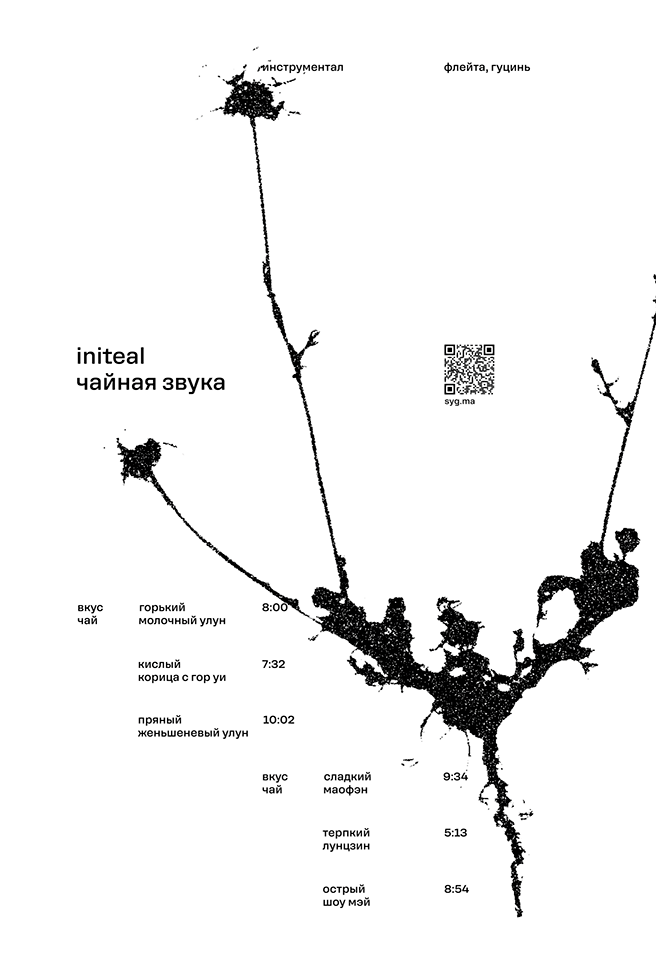 инструментал
флейта, гуцинь
initeal
чайная звука
syg.ma
вкус горький 8:00
чай молочный улун
кислый 7:32
корица с гор уи
пряный 10:02
женьшеневый улун
вкус сладкий 9:34
чай маофэн
терпкий 5:13
лунцзин
острый 8:54
шоу мэй